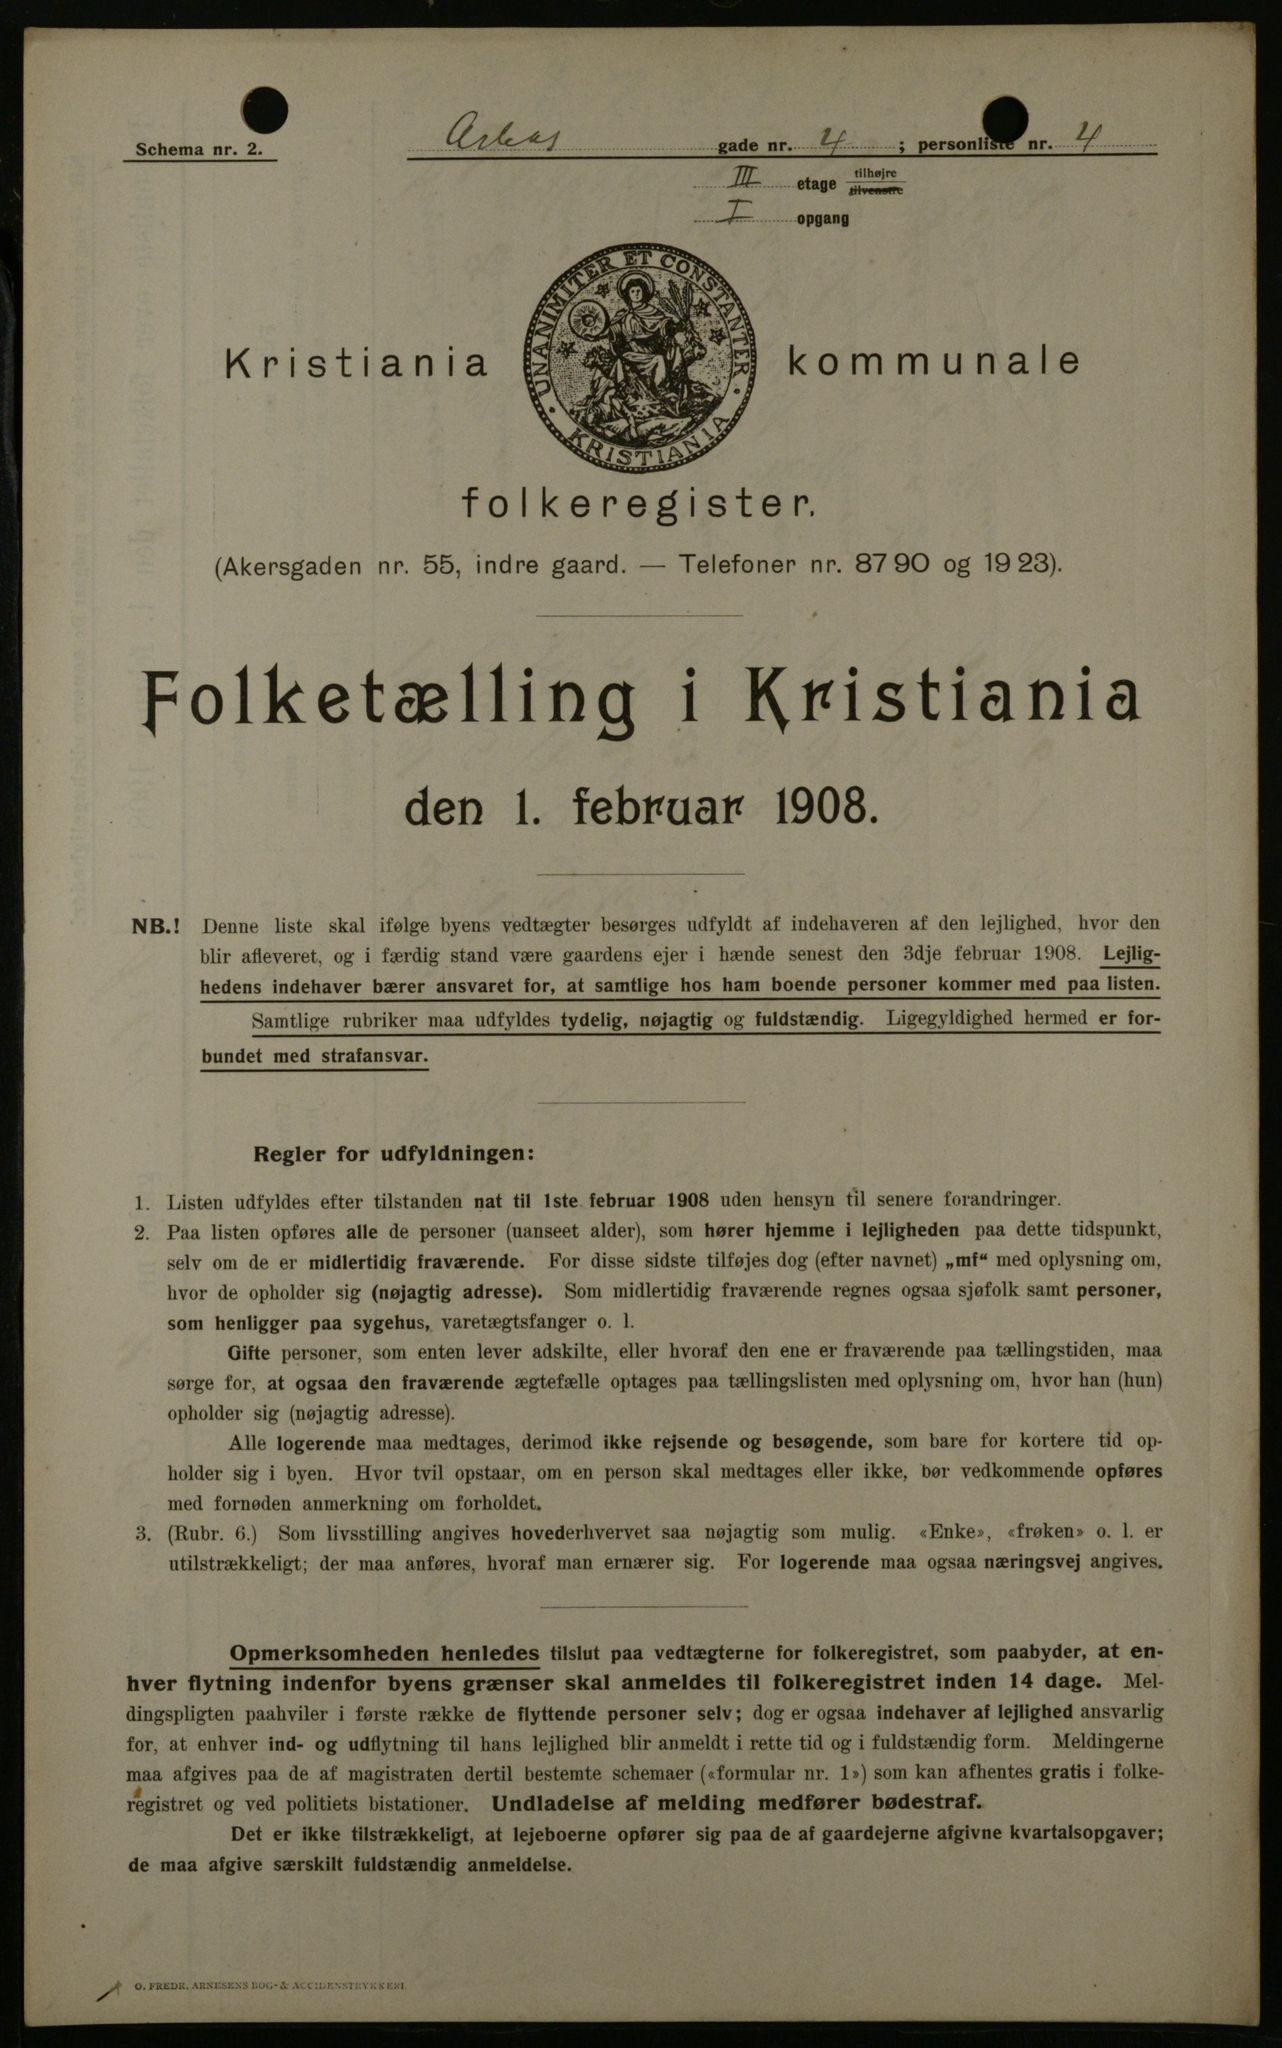 Schema nr. 2.
Asbos gade nr. 4 ; personliste nr. 4
III etage tilhøjre tilvenstre
I opgang
UNANIMITER ET CONSTANTER · KRISTIANIA ·
Kristiania kommunale
folkeregister.
(Akersgaden nr. 55, indre gaard. — Telefoner nr. 87 90 og 19 23).
Folketælling i Kristiania
den 1. februar 1908.
NB.! Denne liste skal ifølge byens vedtægter besørges udfyldt af indehaveren af den lejlighed, hvor den
blir afleveret, og i færdig stand være gaardens ejer i hænde senest den 3dje februar 1908. Lejlig-
hedens indehaver bærer ansvaret for, at samtlige hos ham boende personer kommer med paa listen.
Samtlige rubriker maa udfyldes tydelig, nøjagtig og fuldstændig. Ligegyldighed hermed er for-
bundet med strafansvar.
Regler for udfyldningen:
1. Listen udfyldes efter tilstanden nat til 1ste februar 1908 uden hensyn til senere forandringer.
2. Paa listen opføres alle de personer (uanseet alder), som hører hjemme i lejligheden paa dette tidspunkt,
selv om de er midlertidig fraværende. For disse sidste tilføjes dog (efter navnet) „mf“ med oplysning om,
hvor de opholder sig (nøjagtig adresse). Som midlertidig fraværende regnes ogsaa sjøfolk samt personer,
som henligger paa sygehus, varetægtsfanger o. l.
Gifte personer, som enten lever adskilte, eller hvoraf den ene er fraværende paa tællingstiden, maa
sørge for, at ogsaa den fraværende ægtefælle optages paa tællingslisten med oplysning om, hvor han (hun)
opholder sig (nøjagtig adresse).
Alle logerende maa medtages, derimod ikke rejsende og besøgende, som bare for kortere tid op-
holder sig i byen. Hvor tvil opstaar, om en person skal medtages eller ikke, bør vedkommende opføres
med fornøden anmerkning om forholdet.
3. (Rubr. 6.) Som livsstilling angives hovederhvervet saa nøjagtig som mulig. «Enke», «frøken» o. l. er
utilstrækkeligt; der maa anføres, hvoraf man ernærer sig. For logerende maa ogsaa næringsvej angives.
Opmerksomheden henledes tilslut paa vedtægterne for folkeregistret, som paabyder, at en-
hver flytning indenfor byens grænser skal anmeldes til folkeregistret inden 14 dage. Mel-
dingspligten paahviler i første række de flyttende personer selv; dog er ogsaa indehaver af lejlighed ansvarlig
for, at enhver ind- og udflytning til hans lejlighed blir anmeldt i rette tid og i fuldstændig form. Meldingerne
maa afgives paa de af magistraten dertil bestemte schemaer («formular nr. 1») som kan afhentes gratis i folke-
registret og ved politiets bistationer. Undladelse af melding medfører bødestraf.
Det er ikke tilstrækkeligt, at lejeboerne opfører sig paa de af gaardejerne afgivne kvartalsopgaver;
de maa afgive særskilt fuldstændig anmeldelse.
O. FREDR. ARNESENS BOG- & ACCIDENSTRYKKERI.